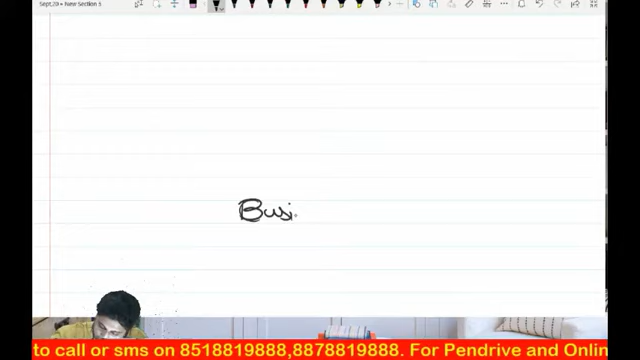 Sept,20 • New Section 3
Busi
to call or sms on 8518819888,8878819888. For Pendrive and Onlin